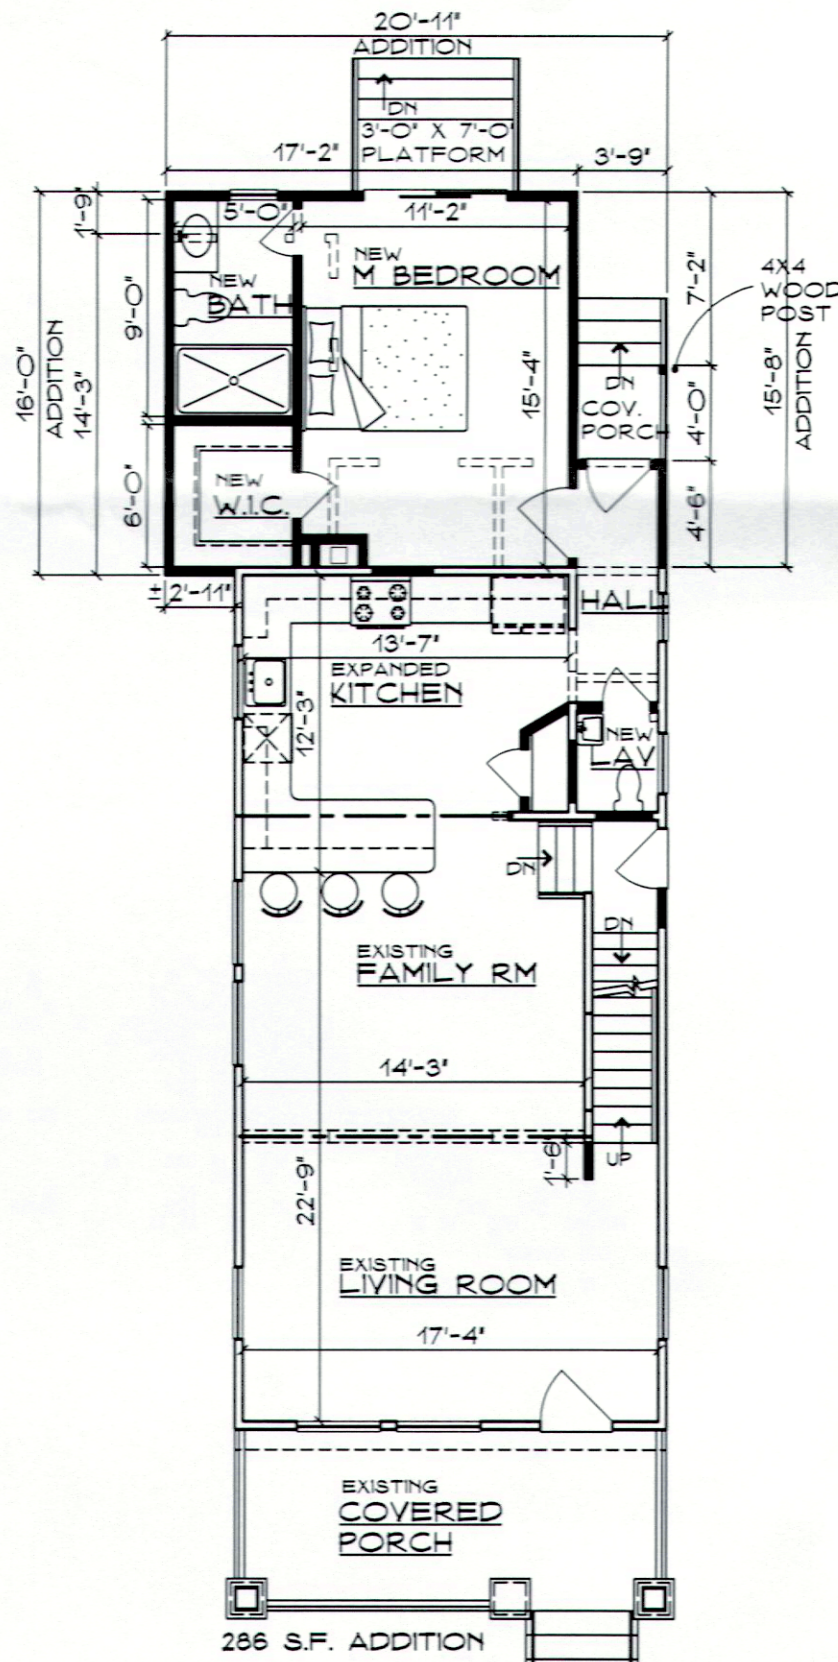 20'-11"
ADDITION
DN
3'-0" X 7'-0"
PLATFORM
17'-2"
3'-9"
1'-9"
5'-0"
11'-2"
NEW
M BEDROOM
NEW
BATH
9'-0"
7'-2"
4X4
WOOD
POST
16'-0"
ADDITION
14'-3"
15'-4"
DN
COV.
PORCH
4'-0"
15'-8"
ADDITION
6'-0"
NEW
W.I.C.
4'-6"
± 2'-11"
HALL
13'-7"
EXPANDED
KITCHEN
12'-3"
NEW
LAV
DN
DN
EXISTING
FAMILY RM
14'-3"
1'-6"
UP
22'-9"
EXISTING
LIVING ROOM
17'-4"
EXISTING
COVERED
PORCH
286 S.F. ADDITION